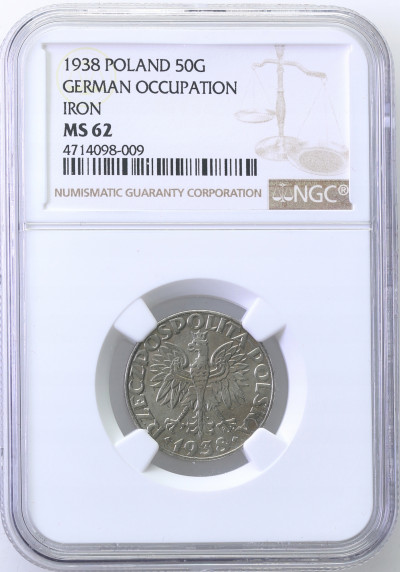 1938 POLAND 50G
GERMAN OCCUPATION
IRON
MS 62
4714098-009
NUMISMATIC GUARANTY CORPORATION
NGC®
RZECZPOSPOLITA POLSKA
1938